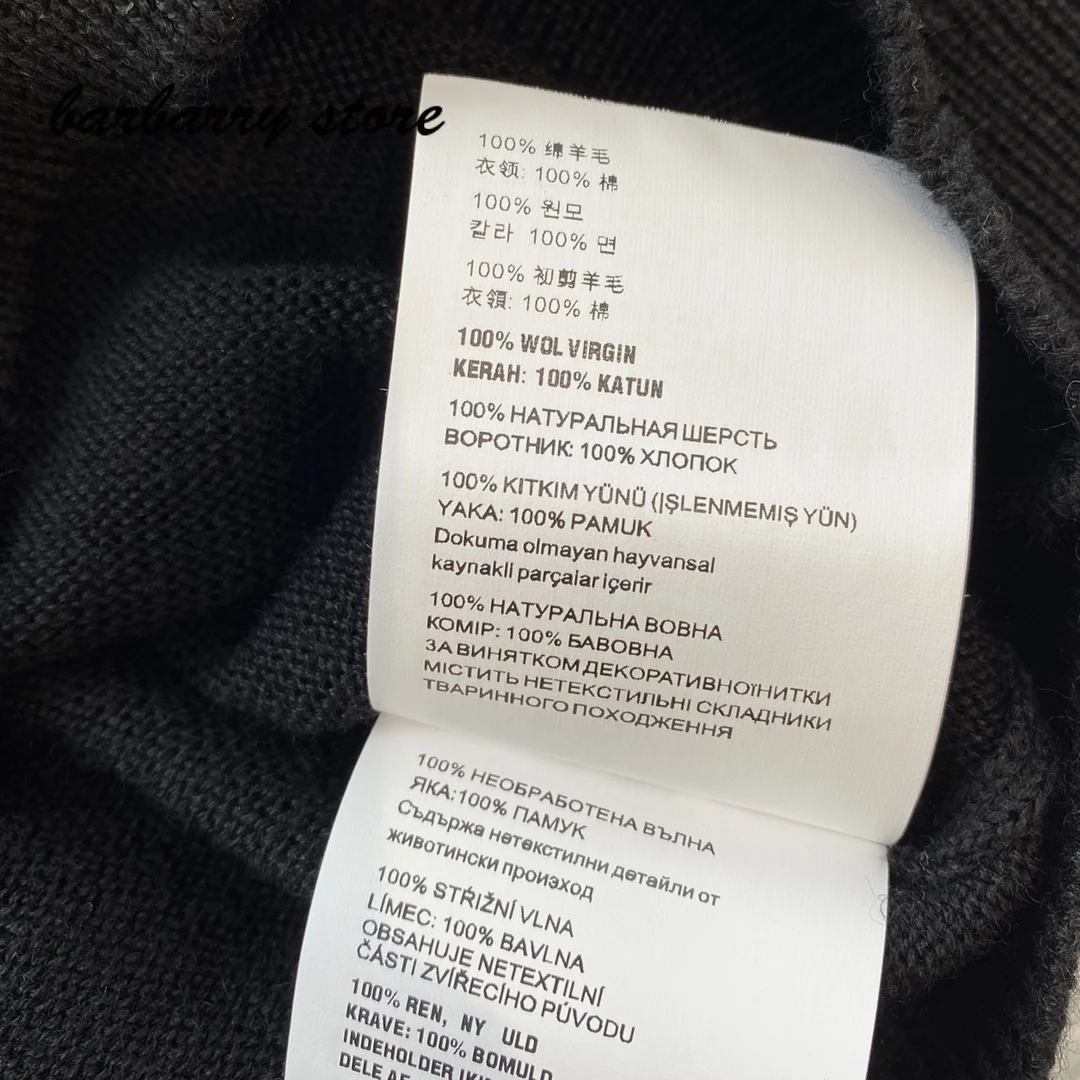 barbarry store
100% 绵羊毛
衣领: 100% 棉
100% 원모
칼라 100% 면
100% 初剪羊毛
衣領: 100% 棉
100% WOL VIRGIN
KERAH: 100% KATUN
100% НАТУРАЛЬНАЯ ШЕРСТЬ
ВОРОТНИК: 100% ХЛОПОК
100% KITKIM YÜNÜ (IŞLENMEMIŞ YÜN)
YAKA: 100% PAMUK
Dokuma olmayan hayvansal
kaynakli parçalar içerir
100% НАТУРАЛЬНА ВОВНА
КОМІР: 100% БАВОВНА
ЗА ВИНЯТКОМ ДЕКОРАТИВНОЇ НИТКИ
МІСТИТЬ НЕТЕКСТИЛЬНІ СКЛАДНИКИ
ТВАРИННОГО ПОХОДЖЕННЯ
100% НЕОБРАБОТЕНА ВЪЛНА
ЯКА:100% ПАМУК
Съдържа нетекстилни детайли от
животински произход
100% STŘIŽNÍ VLNA
LÍMEC: 100% BAVLNA
OBSAHUJE NETEXTILNÍ
ČÁSTI ZVÍŘECÍHO PÚVODU
100% REN, NY ULD
KRAVE: 100% BOMULD
INDEHOLDER
DELE AF